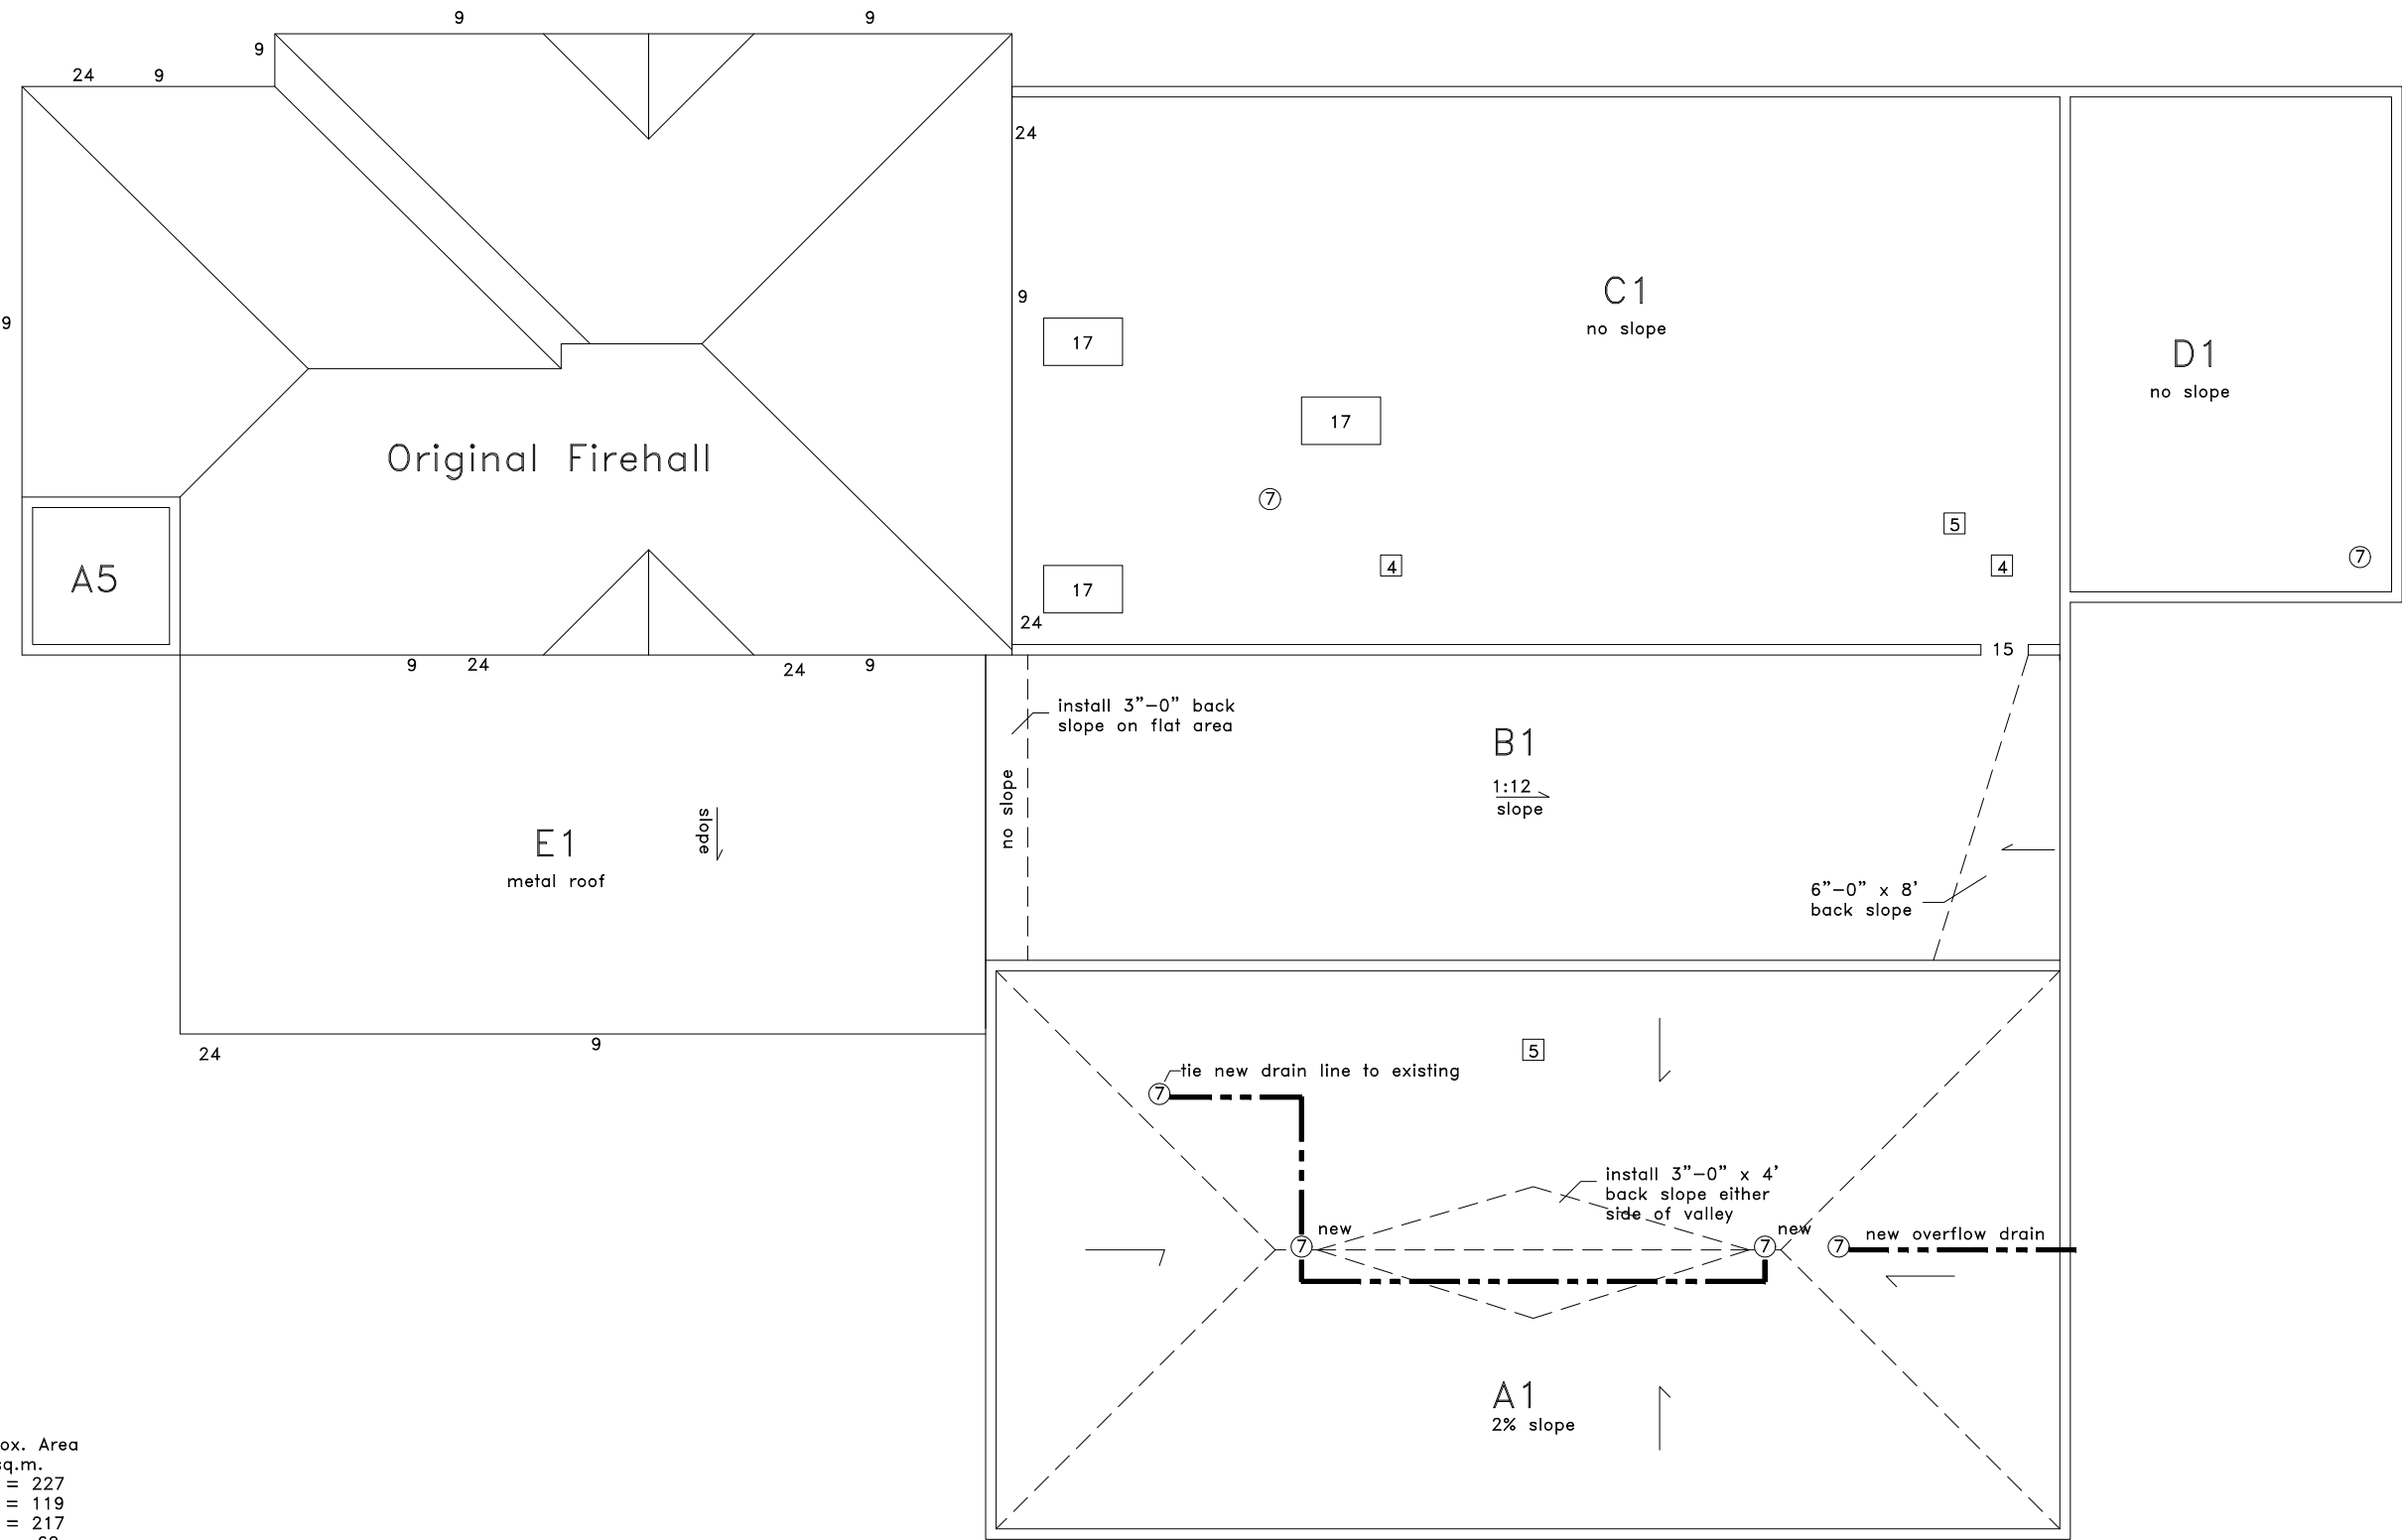 9
9
9
24
9
24
9
9
17
C1
no slope
17
D1
no slope
Original Firehall
7
5
4
4
7
A5
17
24
15
9
24
24
9
install 3"-0" back
slope on flat area
B1
1:12
slope
no slope
slope
E1
metal roof
6"-0" x 8'
back slope
24
9
5
tie new drain line to existing
7
install 3"-0" x 4'
back slope either
side of valley
new
new
new overflow drain
7
7
7
A1
2% slope
Area
= 227
= 119
= 217